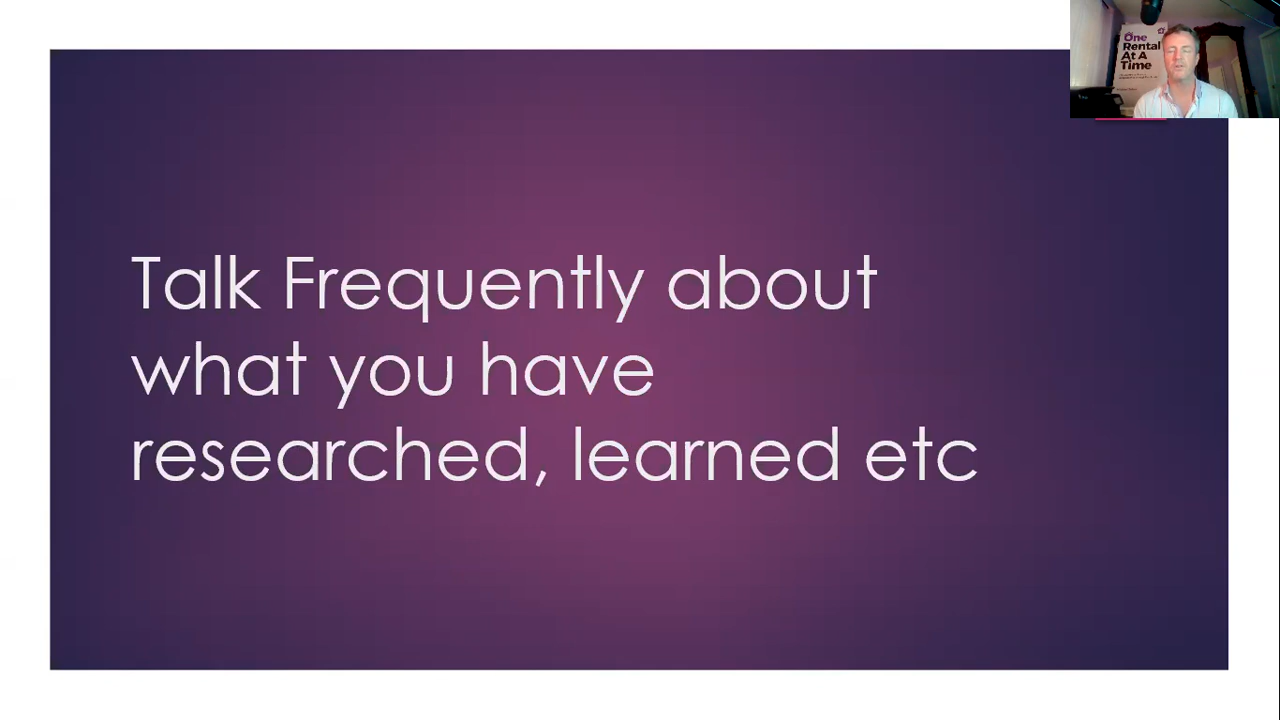 One
Rental
At A
Time
Talk Frequently about
what you have
researched, learned etc